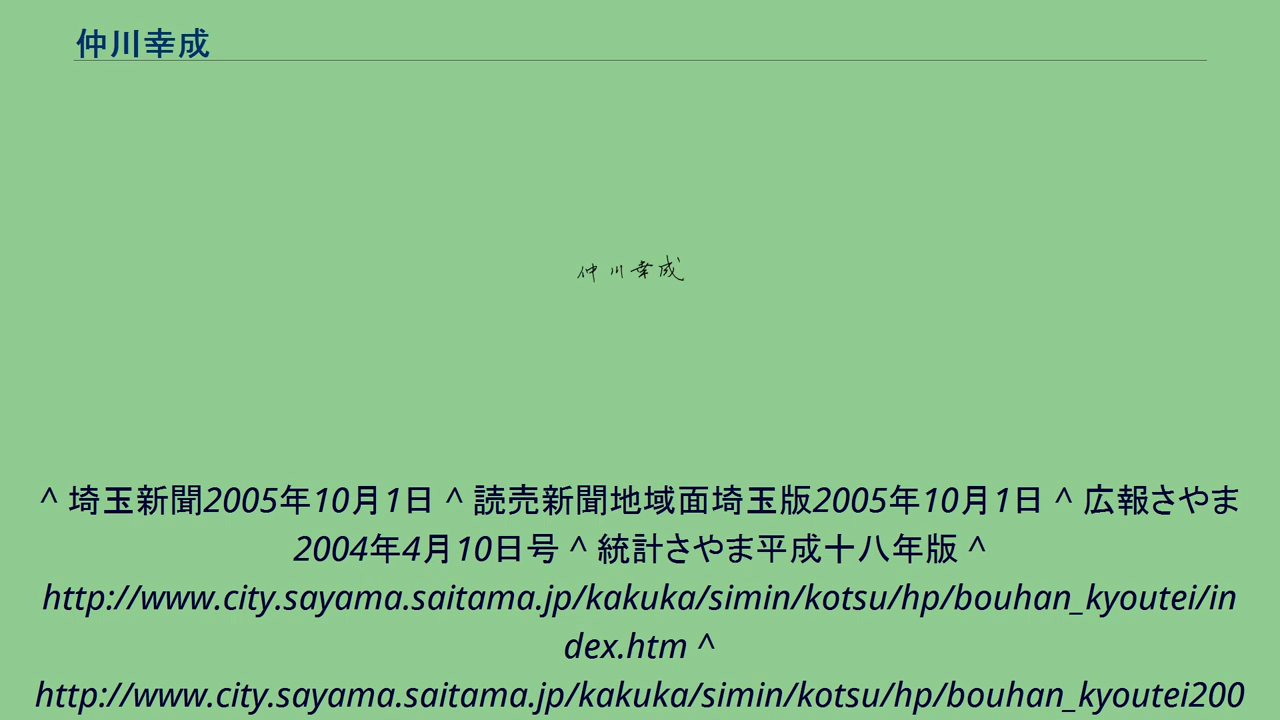 仲川幸成
仲川幸成
^ 埼玉新聞2005年10月1日 ^ 読売新聞地域面埼玉版2005年10月1日 ^ 広報さやま
2004年4月10日号 ^ 統計さやま平成十八年版 ^
http://www.city.sayama.saitama.jp/kakuka/simin/kotsu/hp/bouhan_kyoutei/in
dex.htm ^
http://www.city.sayama.saitama.jp/kakuka/simin/kotsu/hp/bouhan_kyoutei200